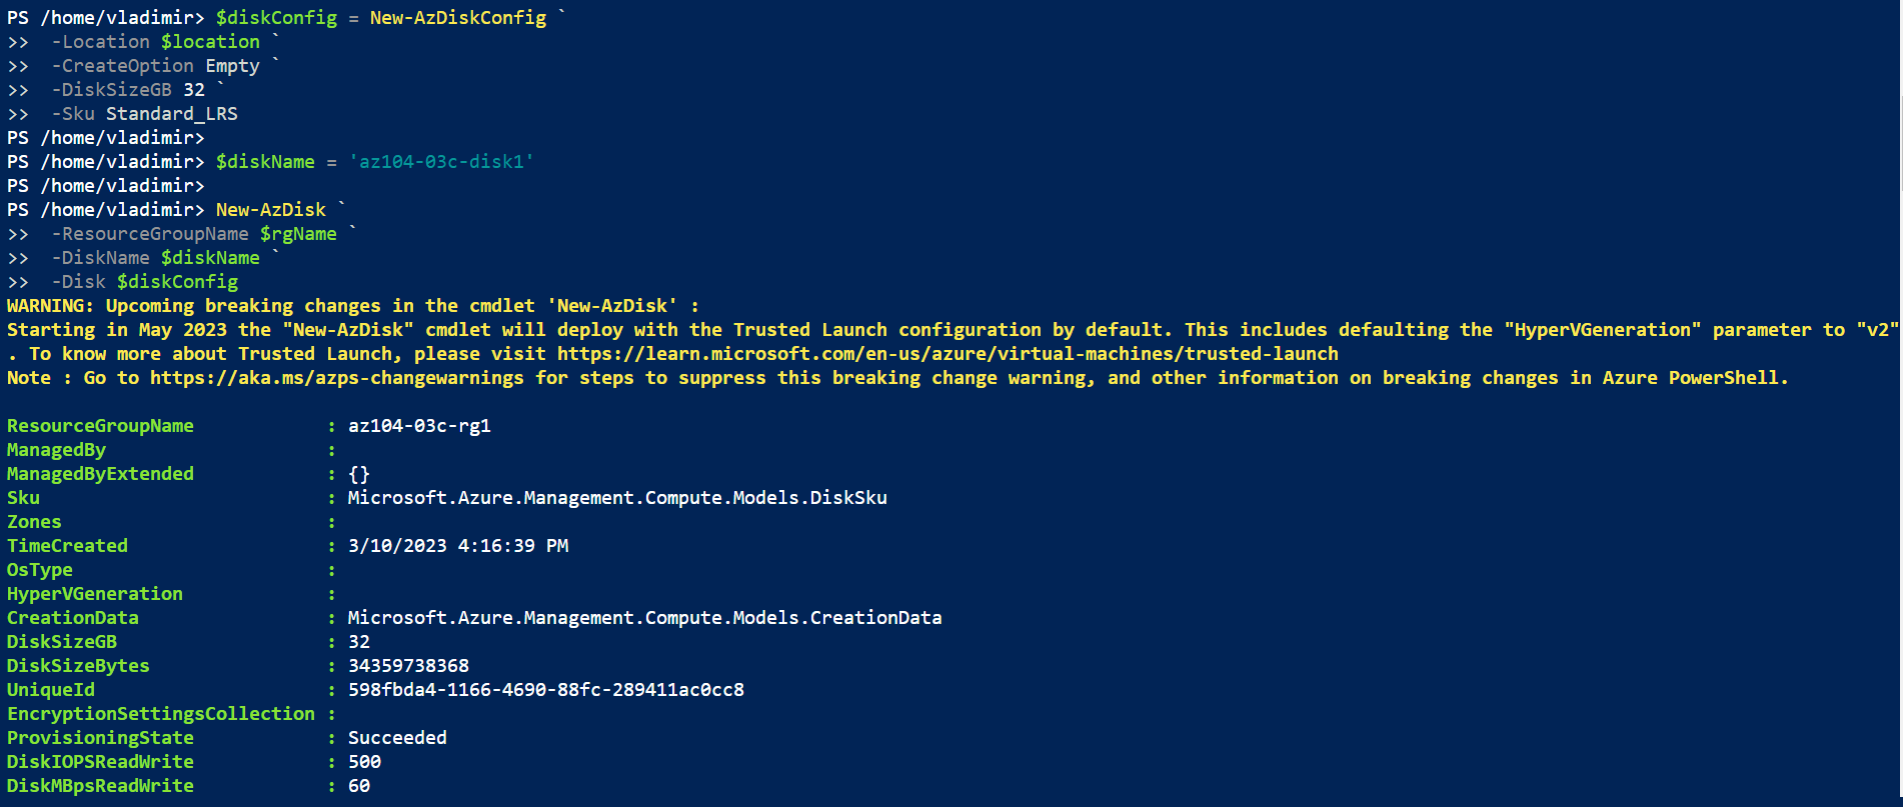 PS /home/vladimir> $diskConfig = New-AzDiskConfig `
>>  -Location $location `
>>  -CreateOption Empty `
>>  -DiskSizeGB 32 `
>>  -Sku Standard_LRS
PS /home/vladimir>
PS /home/vladimir> $diskName = 'az104-03c-disk1'
PS /home/vladimir>
PS /home/vladimir> New-AzDisk `
>>  -ResourceGroupName $rgName `
>>  -DiskName $diskName `
>>  -Disk $diskConfig
WARNING: Upcoming breaking changes in the cmdlet 'New-AzDisk' :
Starting in May 2023 the "New-AzDisk" cmdlet will deploy with the Trusted Launch configuration by default. This includes defaulting the "HyperVGeneration" parameter to "v2"
. To know more about Trusted Launch, please visit https://learn.microsoft.com/en-us/azure/virtual-machines/trusted-launch
Note : Go to https://aka.ms/azps-changewarnings for steps to suppress this breaking change warning, and other information on breaking changes in Azure PowerShell.
ResourceGroupName            : az104-03c-rg1
ManagedBy                    :
ManagedByExtended            : {}
Sku                          : Microsoft.Azure.Management.Compute.Models.DiskSku
Zones                        :
TimeCreated                  : 3/10/2023 4:16:39 PM
OsType                       :
HyperVGeneration             :
CreationData                 : Microsoft.Azure.Management.Compute.Models.CreationData
DiskSizeGB                   : 32
DiskSizeBytes                : 34359738368
UniqueId                     : 598fbda4-1166-4690-88fc-289411ac0cc8
EncryptionSettingsCollection :
ProvisioningState            : Succeeded
DiskIOPSReadWrite            : 500
DiskMBpsReadWrite            : 60